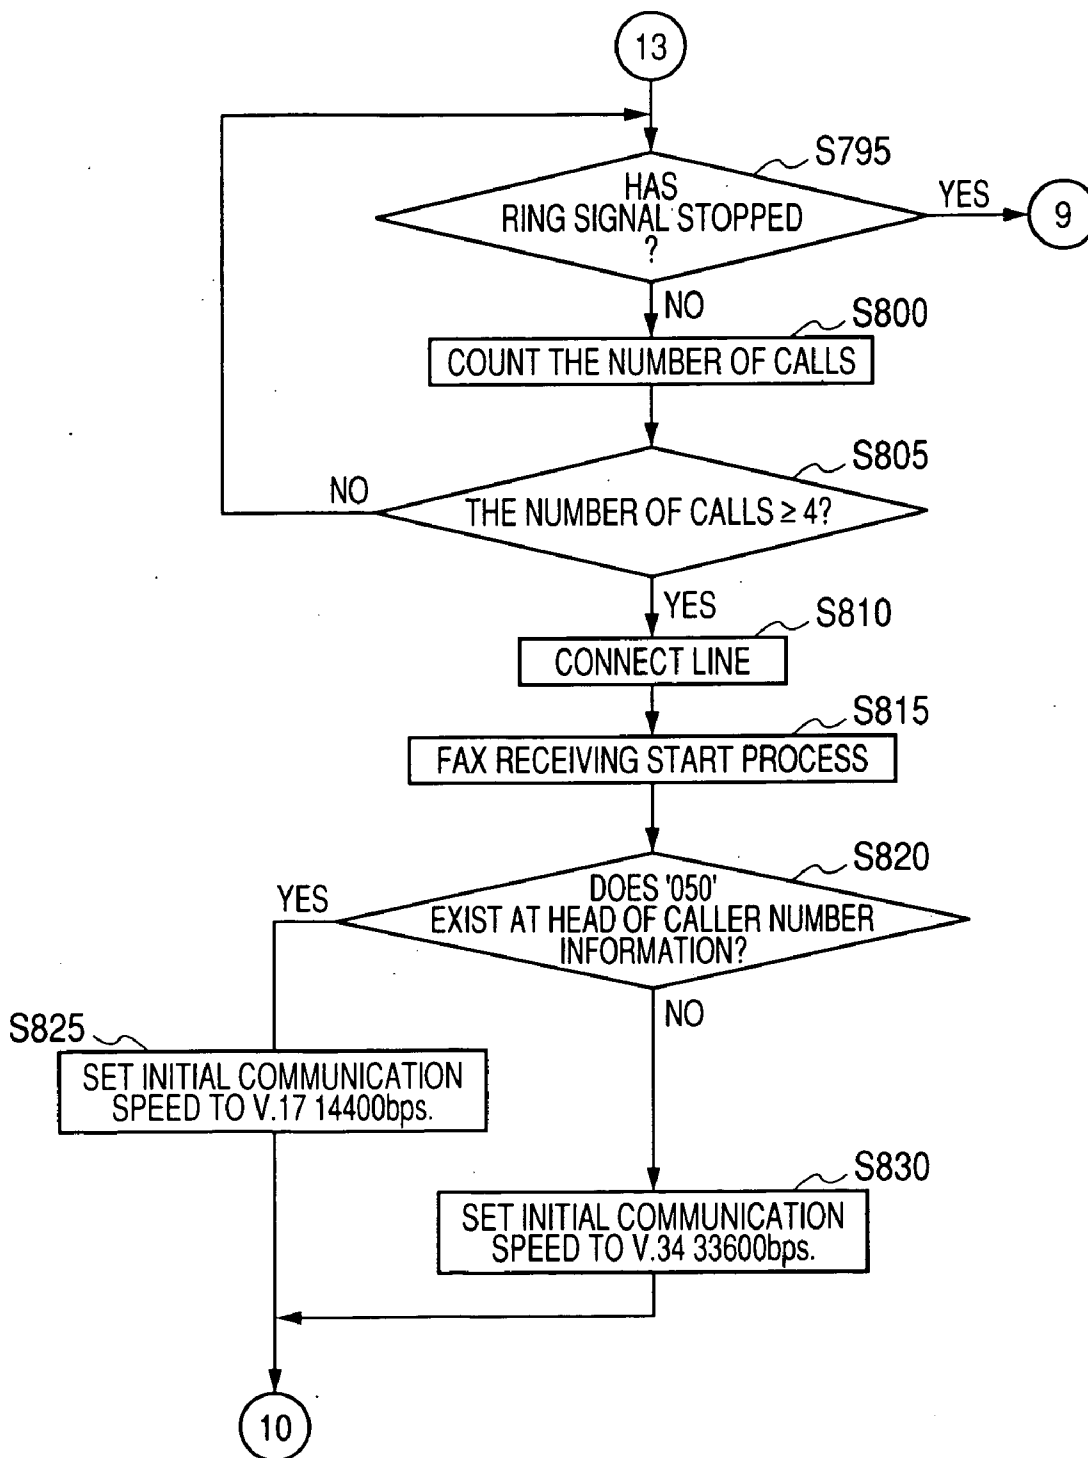 13
S795
HAS
RING SIGNAL STOPPED
?
YES
9
NO
S800
COUNT THE NUMBER OF CALLS
S805
NO
THE NUMBER OF CALLS ≥ 4?
YES
S810
CONNECT LINE
S815
FAX RECEIVING START PROCESS
S820
YES
DOES '050'
EXIST AT HEAD OF CALLER NUMBER
INFORMATION?
NO
S825
SET INITIAL COMMUNICATION
SPEED TO V.17 14400bps.
S830
SET INITIAL COMMUNICATION
SPEED TO V.34 33600bps.
10